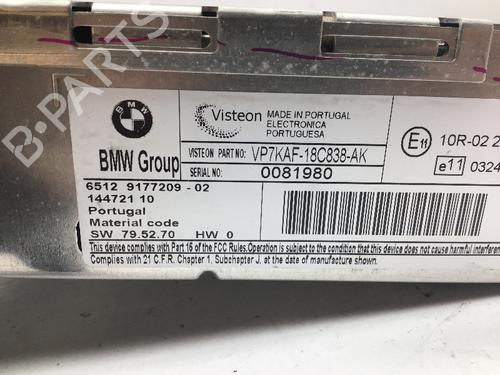 BMW
BMW Group
Visteon
MADE IN PORTUGAL
ELECTRONICA
PORTUGUESA
VISTEON PART NO: VP7KAF-18C838-AK
SERIAL NO: 0081980
E11
10R-02 2
e11 0324
6512 9177209 - 02
144721 10
Portugal
Material code
SW 79.52.70 HW 0
This device complies with Part 15 of the FCC Rules.Operation is subject to the condition that this device does not cause harmful interferen
Complies with 21 C.F.R. Chapter 1, Subchapter J, at the date of manufacture shown.
B-PARTS